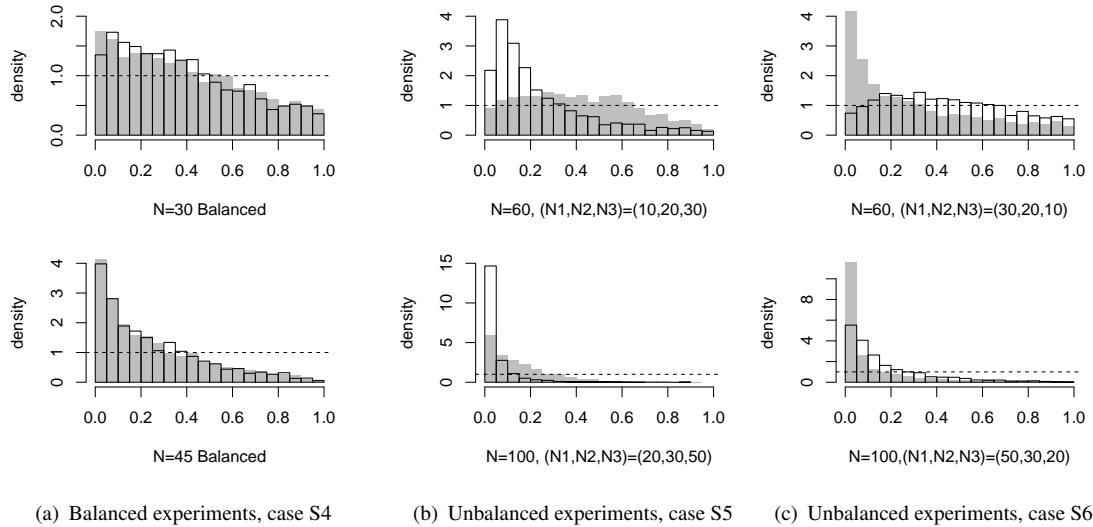 density
0.0 1.0 2.0
0.0 0.2 0.4 0.6 0.8 1.0
N=30 Balanced
density
0 1 2 3 4
0.0 0.2 0.4 0.6 0.8 1.0
N=60, (N1,N2,N3)=(10,20,30)
density
0 1 2 3 4
0.0 0.2 0.4 0.6 0.8 1.0
N=60, (N1,N2,N3)=(30,20,10)
density
0 1 2 3 4
0.0 0.2 0.4 0.6 0.8 1.0
N=45 Balanced
density
0 5 10 15
0.0 0.2 0.4 0.6 0.8 1.0
N=100, (N1,N2,N3)=(20,30,50)
density
0 4 8
0.0 0.2 0.4 0.6 0.8 1.0
N=100,(N1,N2,N3)=(50,30,20)
(a) Balanced experiments, case S4
(b) Unbalanced experiments, case S5
(c) Unbalanced experiments, case S6